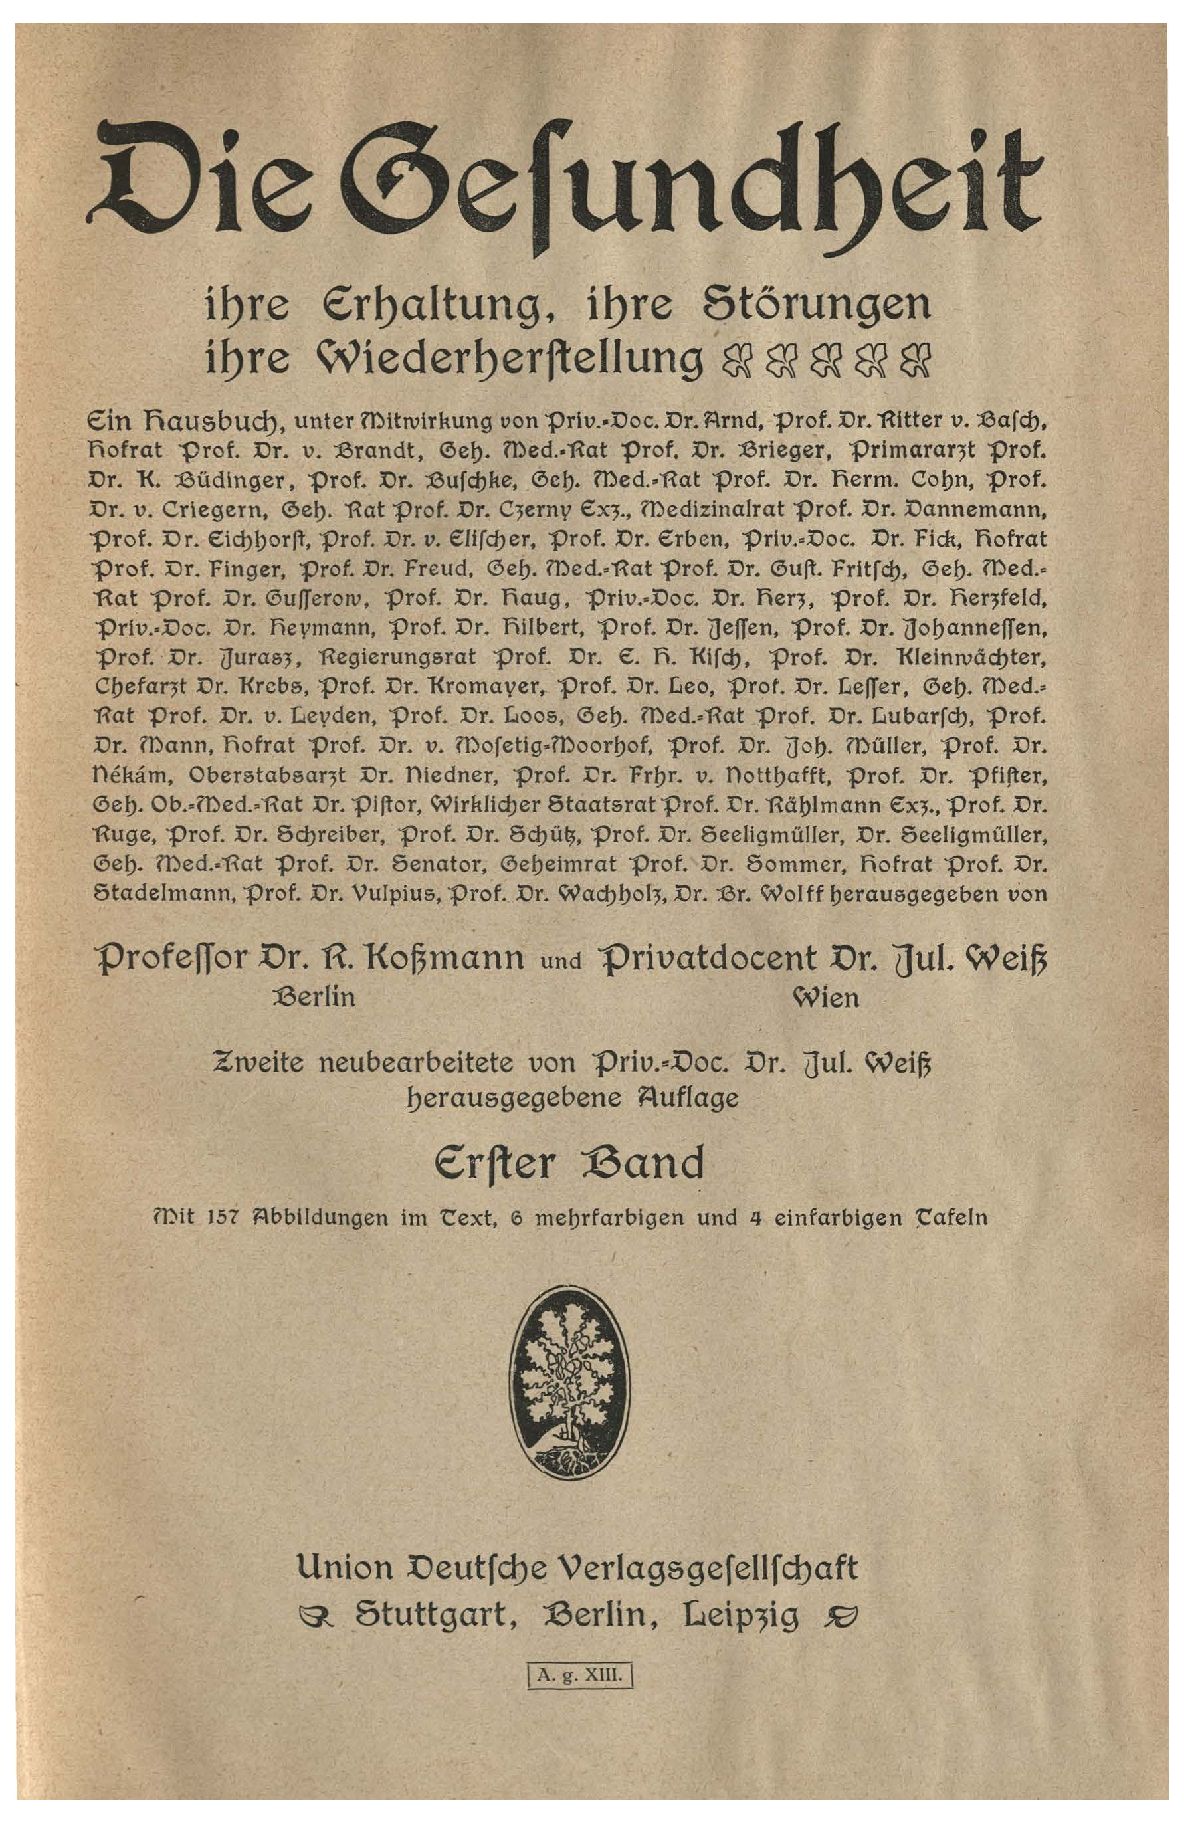 Die Geſundheit
ihre Erhaltung, ihre Störungen
ihre Wiederherſtellung
Ein Hausbuch, unter Mitwirkung von Priv.-Doc. Dr. Arnd, Prof. Dr. Ritter v. Baſch,
Hofrat Prof. Dr. v. Brandt, Geh. Med.-Rat Prof. Dr. Brieger, Primararzt Prof.
Dr. K. Büdinger, Prof. Dr. Buſchke, Geh. Med.-Rat Prof. Dr. Herm. Cohn, Prof.
Dr. v. Criegern, Geh. Rat Prof. Dr. Czerny Exz., Medizinalrat Prof. Dr. Dannemann,
Prof. Dr. Eichhorſt, Prof. Dr. v. Eliſcher, Prof. Dr. Erben, Priv.-Doc. Dr. Fick, Hofrat
Prof. Dr. Finger, Prof. Dr. Freud, Geh. Med.-Rat Prof. Dr. Guſt. Fritſch, Geh. Med.-
Rat Prof. Dr. Guſſerow, Prof. Dr. Haug, Priv.-Doc. Dr. Herz, Prof. Dr. Herzfeld,
Priv.-Doc. Dr. Heymann, Prof. Dr. Hilbert, Prof. Dr. Jeſſen, Prof. Dr. Johanneſſen,
Prof. Dr. Jurasz, Regierungsrat Prof. Dr. E. H. Kiſch, Prof. Dr. Kleinwächter,
Chefarzt Dr. Krebs, Prof. Dr. Kromayer, Prof. Dr. Leo, Prof. Dr. Leſſer, Geh. Med.-
Rat Prof. Dr. v. Leyden, Prof. Dr. Loos, Geh. Med.-Rat Prof. Dr. Lubarſch, Prof.
Dr. Mann, Hofrat Prof. Dr. v. Moſetig-Moorhof, Prof. Dr. Joh. Müller, Prof. Dr.
Nékám, Oberstabsarzt Dr. Niedner, Prof. Dr. Frhr. v. Notthafft, Prof. Dr. Pfiſter,
Geh. Ob.-Med.-Rat Dr. Piſtor, Wirklicher Staatsrat Prof. Dr. Rählmann Exz., Prof. Dr.
Ruge, Prof. Dr. Schreiber, Prof. Dr. Schütz, Prof. Dr. Seeligmüller, Dr. Seeligmüller,
Geh. Med.-Rat Prof. Dr. Senator, Geheimrat Prof. Dr. Sommer, Hofrat Prof. Dr.
Stadelmann, Prof. Dr. Vulpius, Prof. Dr. Wachholz, Dr. Br. Wolff herausgegeben von
Profeſſor Dr. R. Koßmann und Privatdocent Dr. Jul. Weiß
Berlin Wien
Zweite neubearbeitete von Priv.-Doc. Dr. Jul. Weiß
herausgegebene Auflage
Erſter Band
Mit 157 Abbildungen im Text, 6 mehrfarbigen und 4 einfarbigen Tafeln
Union Deutſche Verlagsgeſellſchaft
Stuttgart, Berlin, Leipzig
A. g. XIII.